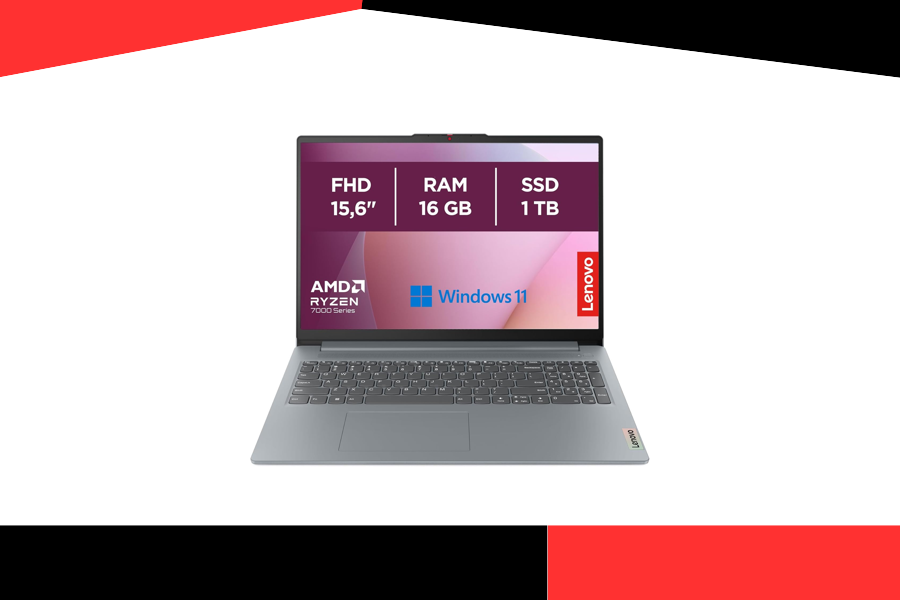 FHD
15,6"
RAM
16 GB
SSD
1 TB
AMD
RYZEN
7000 Series
Windows 11
Lenovo
Lenovo